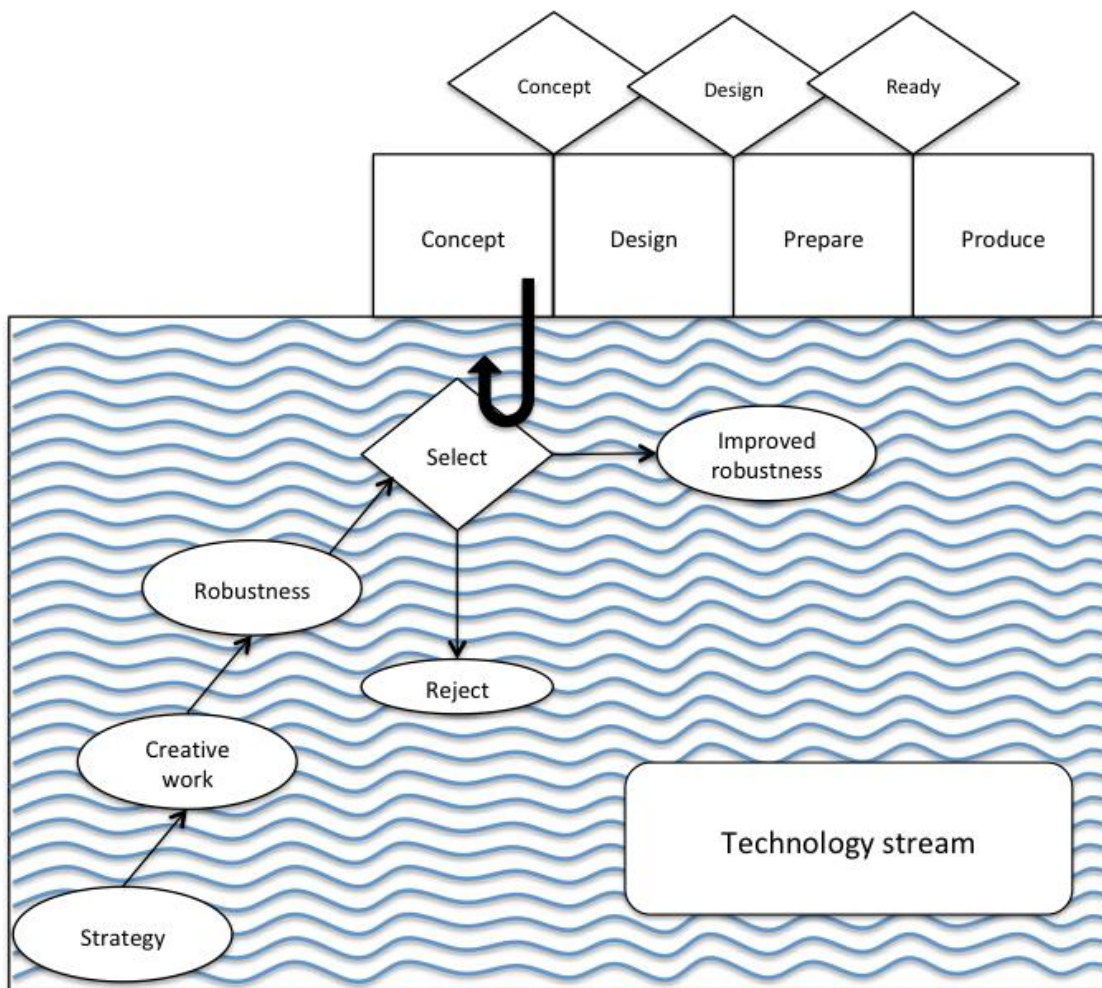 Concept
Design
Ready
Concept
Design
Prepare
Produce
Select
Improved
robustness
Robustness
Reject
Creative
work
Technology stream
Strategy